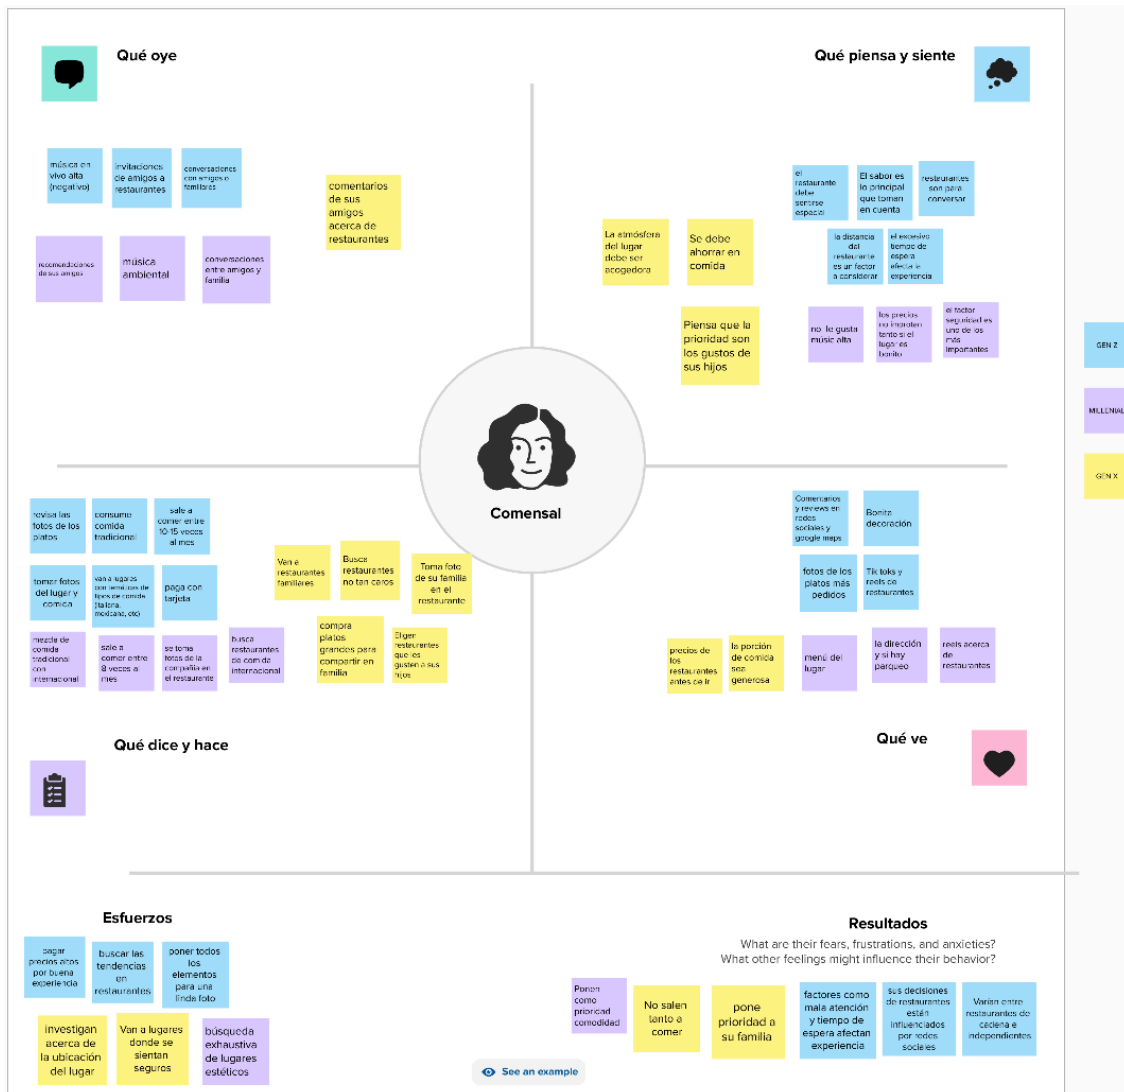 Qué oye
música en
vivo alta
(negativo)
invitaciones
de amigos a
restaurantes
conversaciones
con amigos o
familiares
comentarios
de sus
amigos
acerca de
restaurantes
recomendaciones
de sus amigos
música
ambiental
conversaciones
entre amigos y
familia
Qué piensa y siente
el
restaurante
debe
sentirse
espacial
El sabor es
lo principal
que toman
en cuenta
restaurantes
son para
conversar
La atmósfera
del lugar
debe ser
acogedora
Se debe
ahorrar en
comida
la distancia
del
restaurante
es un factor
a considerar
el excesivo
tiempo de
espera
afecta la
experiencia
Piensa que la
prioridad son
los gustos de
sus hijos
no le gusta
músic alta
los precios
no improtan
tanto si el
lugar es
bonito
el factor
seguridad es
uno de los
más
importantes
GEN Z
MILLENIAL
GEN X
Comensal
revisa las
fotos de los
platos
consume
comida
tradicional
sale a
comer entre
10-15 veces
al mes
tomar fotos
del lugar y
comida
van a lugares
con temáticas de
tipos de comida
(italiana,
mexicana, etc)
paga con
tarjeta
Van a
restaurantes
familiares
Busca
restaurantes
no tan caros
Toma foto
de su familia
en el
restaurante
mezcla de
comida
tradicional
con
internacional
sale a
comer entre
8 veces al
mes
se toma
fotos de la
compañia en
el restaurante
busca
restaurantes
de comida
internacional
compra
platos
grandes para
compartir en
familia
Eligen
restaurantes
que les
gusten a sus
hijos
Qué dice y hace
Comentarios
y reviews en
redes
sociales y
google maps
Bonita
decoración
fotos de los
platos más
pedidos
Tik toks y
reels de
restaurantes
precios de
los
restaurantes
antes de ir
la porción
de comida
sea
generosa
menú del
lugar
la dirección
y si hay
parqueo
reels acerca
de
restaurantes
Qué ve
Esfuerzos
pagar
precios altos
por buena
experiencia
buscar las
tendencias
en
restaurantes
poner todos
los
elementos
para una
linda foto
investigan
acerca de
la ubicación
del lugar
Van a lugares
donde se
sientan
seguros
búsqueda
exhaustiva
de lugares
estéticos
Resultados
What are their fears, frustrations, and anxieties?
What other feelings might influence their behavior?
Ponen
como
prioridad
comodidad
No salen
tanto a
comer
pone
prioridad a
su familia
factores como
mala atención
y tiempo de
espera afectan
experiencia
sus decisiones
de restaurantes
están
influenciados
por redes
sociales
Varían entre
restaurantes
de cadena e
independientes
See an example